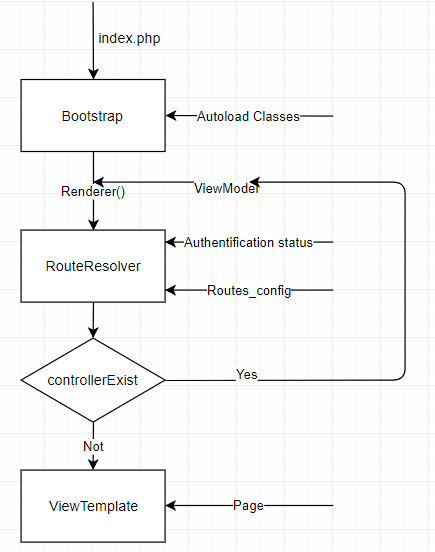 index.php
Bootstrap
Autoload Classes
ViewModel
Renderer()
Authentification status
RouteResolver
Routes_config
controllerExist
Yes
Not
ViewTemplate
Page